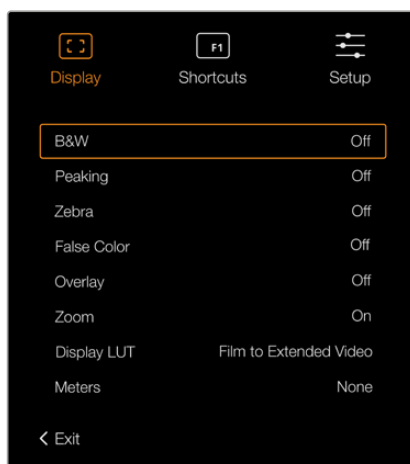 F1
Display Shortcuts Setup
B&W Off
Peaking Off
Zebra Off
False Color Off
Overlay Off
Zoom On
Display LUT Film to Extended Video
Meters None
Exit